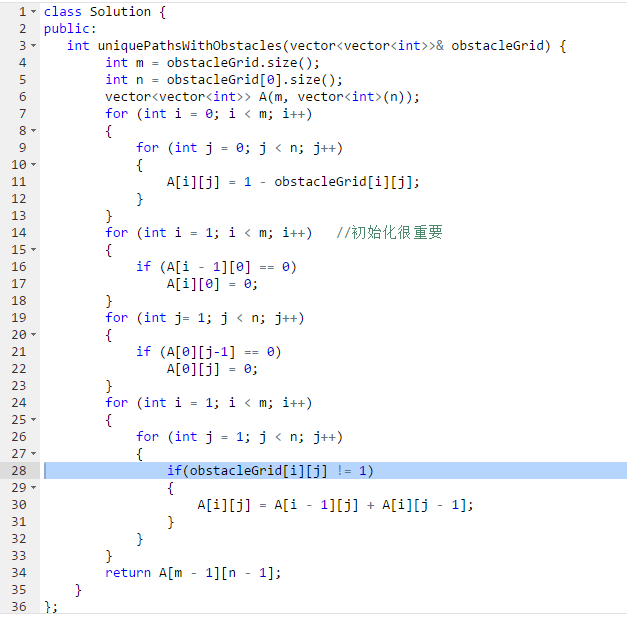 1 class Solution {
2 public:
3    int uniquePathsWithObstacles(vector<vector<int>>& obstacleGrid) {
4         int m = obstacleGrid.size();
5         int n = obstacleGrid[0].size();
6         vector<vector<int>> A(m, vector<int>(n));
7         for (int i = 0; i < m; i++)
8         {
9             for (int j = 0; j < n; j++)
10             {
11                 A[i][j] = 1 - obstacleGrid[i][j];
12             }
13         }
14         for (int i = 1; i < m; i++)   //初始化很重要
15         {
16             if (A[i - 1][0] == 0)
17                 A[i][0] = 0;
18         }
19         for (int j= 1; j < n; j++)
20         {
21             if (A[0][j-1] == 0)
22                 A[0][j] = 0;
23         }
24         for (int i = 1; i < m; i++)
25         {
26             for (int j = 1; j < n; j++)
27             {
28                 if(obstacleGrid[i][j] != 1)
29                 {
30                     A[i][j] = A[i - 1][j] + A[i][j - 1];
31                 }
32             }
33         }
34         return A[m - 1][n - 1];
35     }
36 };